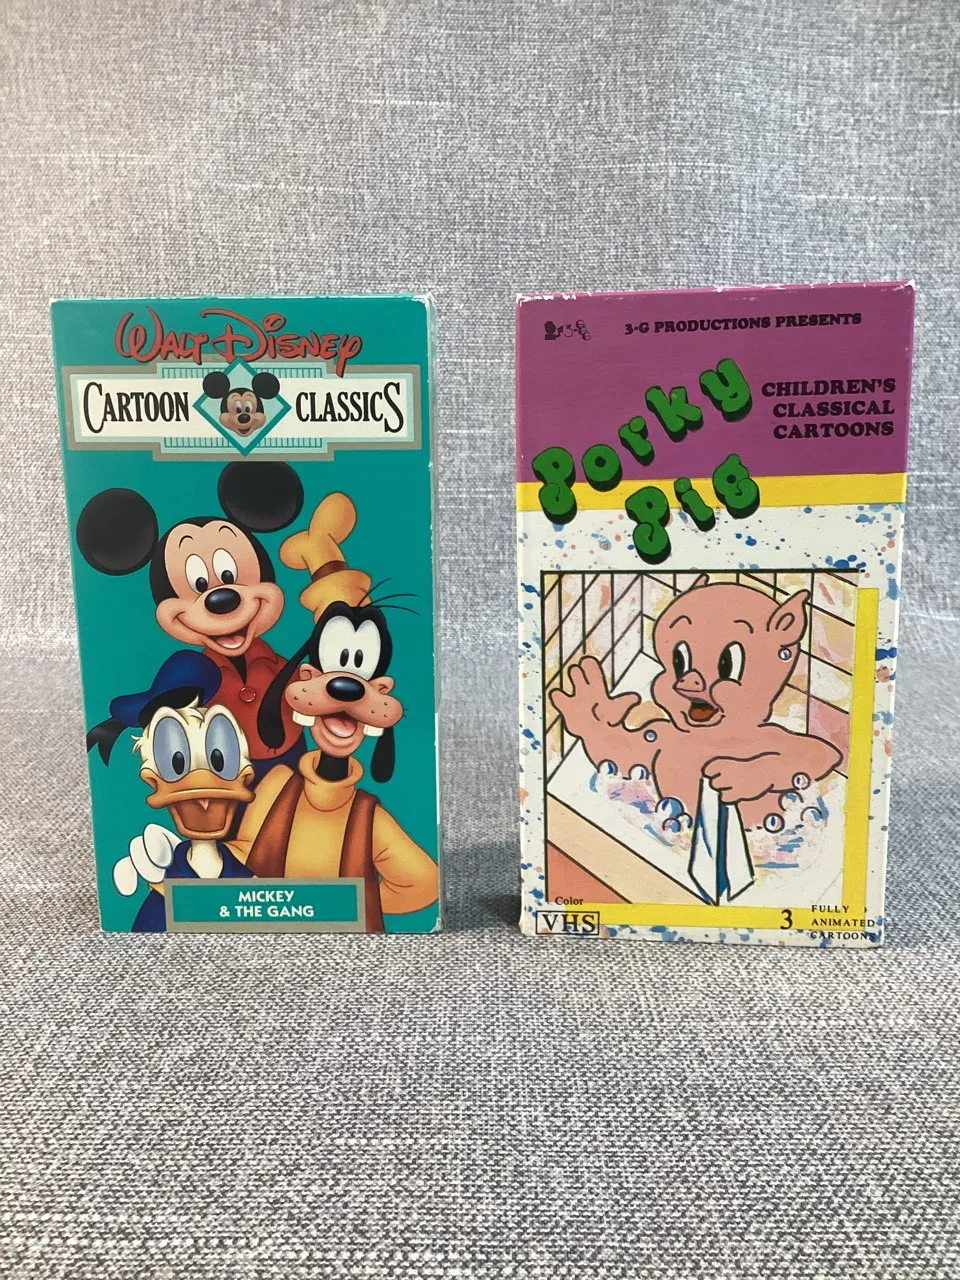 Walt Disney
CARTOON CLASSICS
MICKEY
& THE GANG
3-G PRODUCTIONS PRESENTS
Porky
Pig
CHILDREN'S
CLASSICAL
CARTOONS
Color
VHS
3 FULLY
ANIMATED
CARTOONS